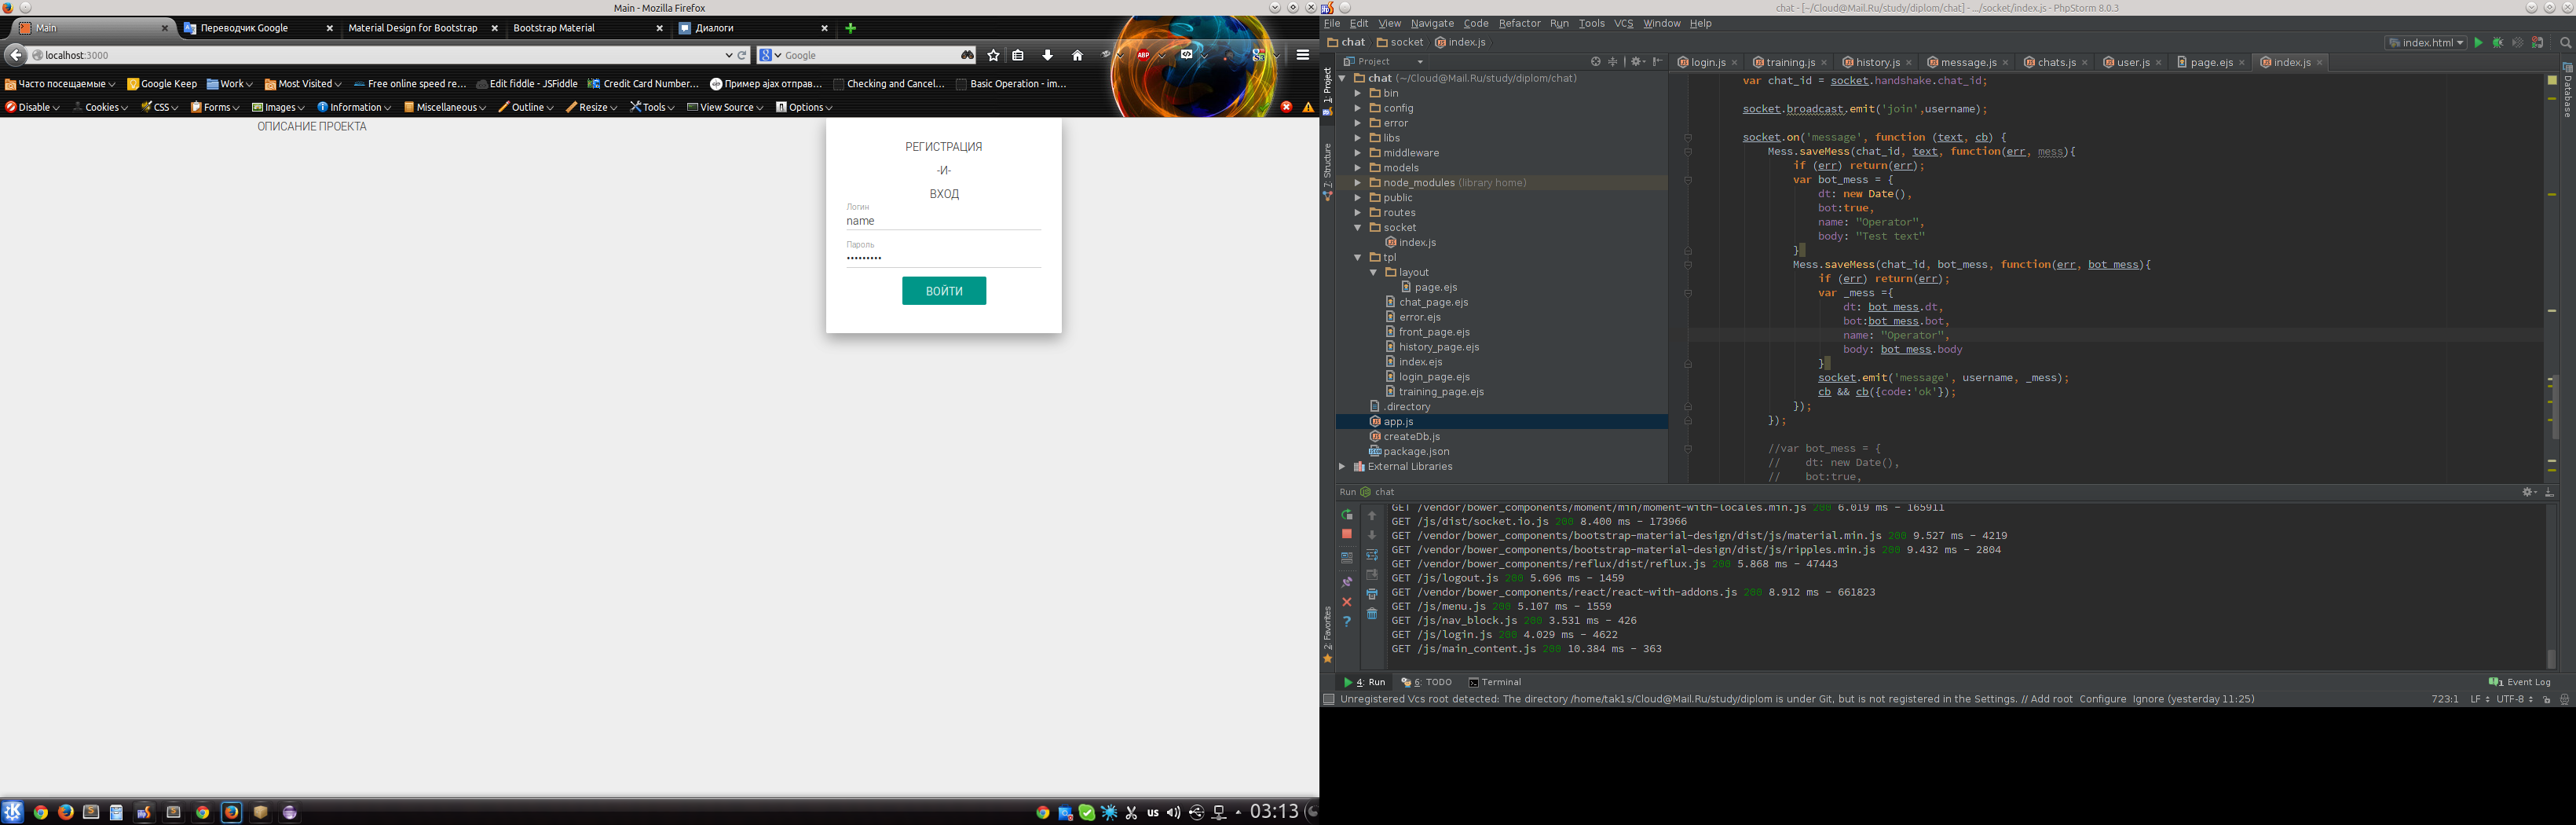 Main - Mozilla Firefox
Main
Переводчик Google
Material Design for Bootstrap
Bootstrap Material
Диалоги
localhost:3000
Google
ABP
Часто посещаемые
Google Keep
Work
Most Visited
Free online speed re...
Edit fiddle - JSFiddle
Credit Card Number...
Пример ajax отправ...
Checking and Cancel...
Basic Operation - im...
Disable
Cookies
CSS
Forms
Images
Information
Miscellaneous
Outline
Resize
Tools
View Source
Options
ОПИСАНИЕ ПРОЕКТА
РЕГИСТРАЦИЯ
-И-
ВХОД
Логин
name
Пароль
•••••••••
ВОЙТИ
us
03:13
chat - [~/Cloud@Mail.Ru/study/diplom/chat] - .../socket/index.js - PhpStorm 8.0.3
File Edit View Navigate Code Refactor Run Tools VCS Window Help
chat socket index.js
index.html
Project
login.js training.js history.js message.js chats.js user.js page.ejs index.js
1: Project
7: Structure
2: Favorites
Database
chat (~/Cloud@Mail.Ru/study/diplom/chat)
bin
config
error
libs
middleware
models
node_modules (library home)
public
routes
socket
index.js
tpl
layout
page.ejs
chat_page.ejs
error.ejs
front_page.ejs
history_page.ejs
index.ejs
login_page.ejs
training_page.ejs
.directory
app.js
createDb.js
package.json
External Libraries
var chat_id = socket.handshake.chat_id;
socket.broadcast.emit('join',username);
socket.on('message', function (text, cb) {
Mess.saveMess(chat_id, text, function(err, mess){
if (err) return(err);
var bot_mess = {
dt: new Date(),
bot:true,
name: "Operator",
body: "Test text"
}
Mess.saveMess(chat_id, bot_mess, function(err, bot_mess){
if (err) return(err);
var _mess ={
dt: bot_mess.dt,
bot:bot_mess.bot,
name: "Operator",
body: bot_mess.body
}
socket.emit('message', username, _mess);
cb && cb({code:'ok'});
});
});
//var bot_mess = {
// dt: new Date(),
// bot:true,
Run chat
GET /vendor/bower_components/moment/min/moment-with-locales.min.js 200 6.019 ms - 165911
GET /js/dist/socket.io.js 200 8.400 ms - 173966
GET /vendor/bower_components/bootstrap-material-design/dist/js/material.min.js 200 9.527 ms - 4219
GET /vendor/bower_components/bootstrap-material-design/dist/js/ripples.min.js 200 9.432 ms - 2804
GET /vendor/bower_components/reflux/dist/reflux.js 200 5.868 ms - 47443
GET /js/logout.js 200 5.696 ms - 1459
GET /vendor/bower_components/react/react-with-addons.js 200 8.912 ms - 661823
GET /js/menu.js 200 5.107 ms - 1559
GET /js/nav_block.js 200 3.531 ms - 426
GET /js/login.js 200 4.029 ms - 4622
GET /js/main_content.js 200 10.384 ms - 363
4: Run 6: TODO Terminal
1 Event Log
Unregistered Vcs root detected: The directory /home/tak1s/Cloud@Mail.Ru/study/diplom is under Git, but is not registered in the Settings. // Add root Configure Ignore (yesterday 11:25)
723:1 LF UTF-8